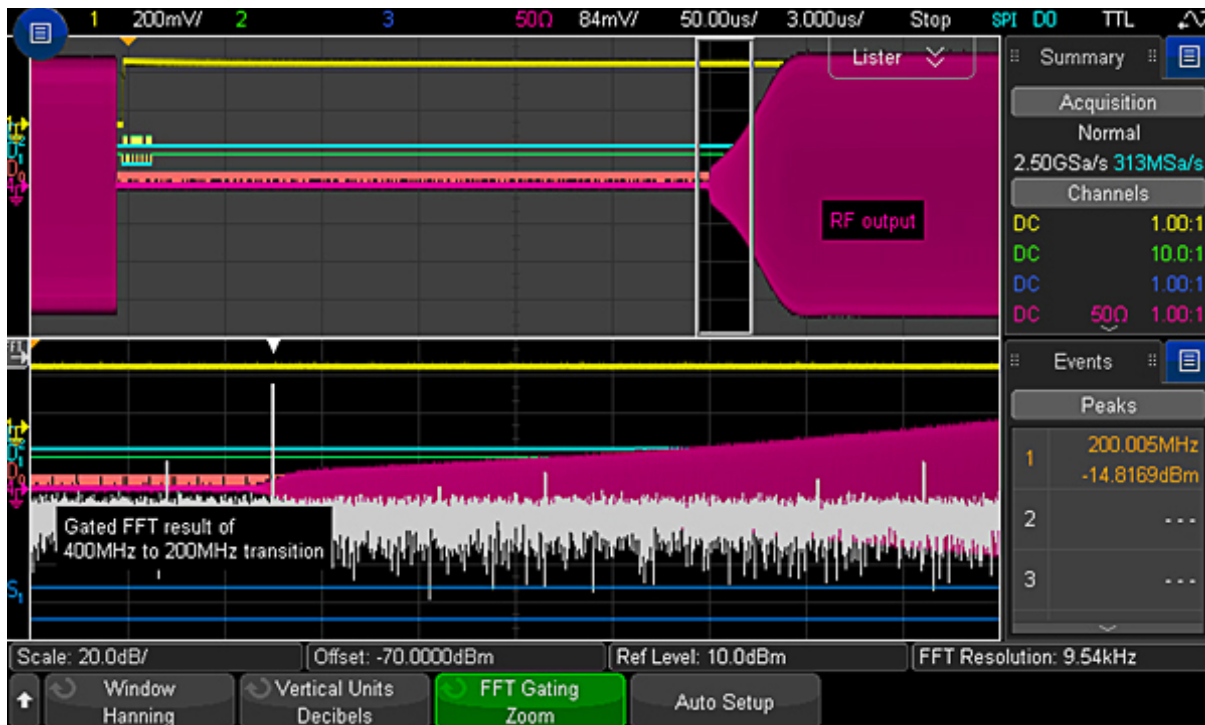 1 200mV/ 2 3 50Ω 84mV/ 50.00us/ 3.000us/ Stop SPI D0 TTL
Lister
Summary
Acquisition
Normal
2.50GSa/s 313MSa/s
Channels
DC 1.00:1
DC 10.0:1
DC 1.00:1
DC 50Ω 1.00:1
RF output
Events
Peaks
1 200.005MHz
-14.8169dBm
2 ---
3 ---
Gated FFT result of
400MHz to 200MHz transition
S1
Scale: 20.0dB/ Offset: -70.0000dBm Ref Level: 10.0dBm FFT Resolution: 9.54kHz
Window
Hanning
Vertical Units
Decibels
FFT Gating
Zoom
Auto Setup